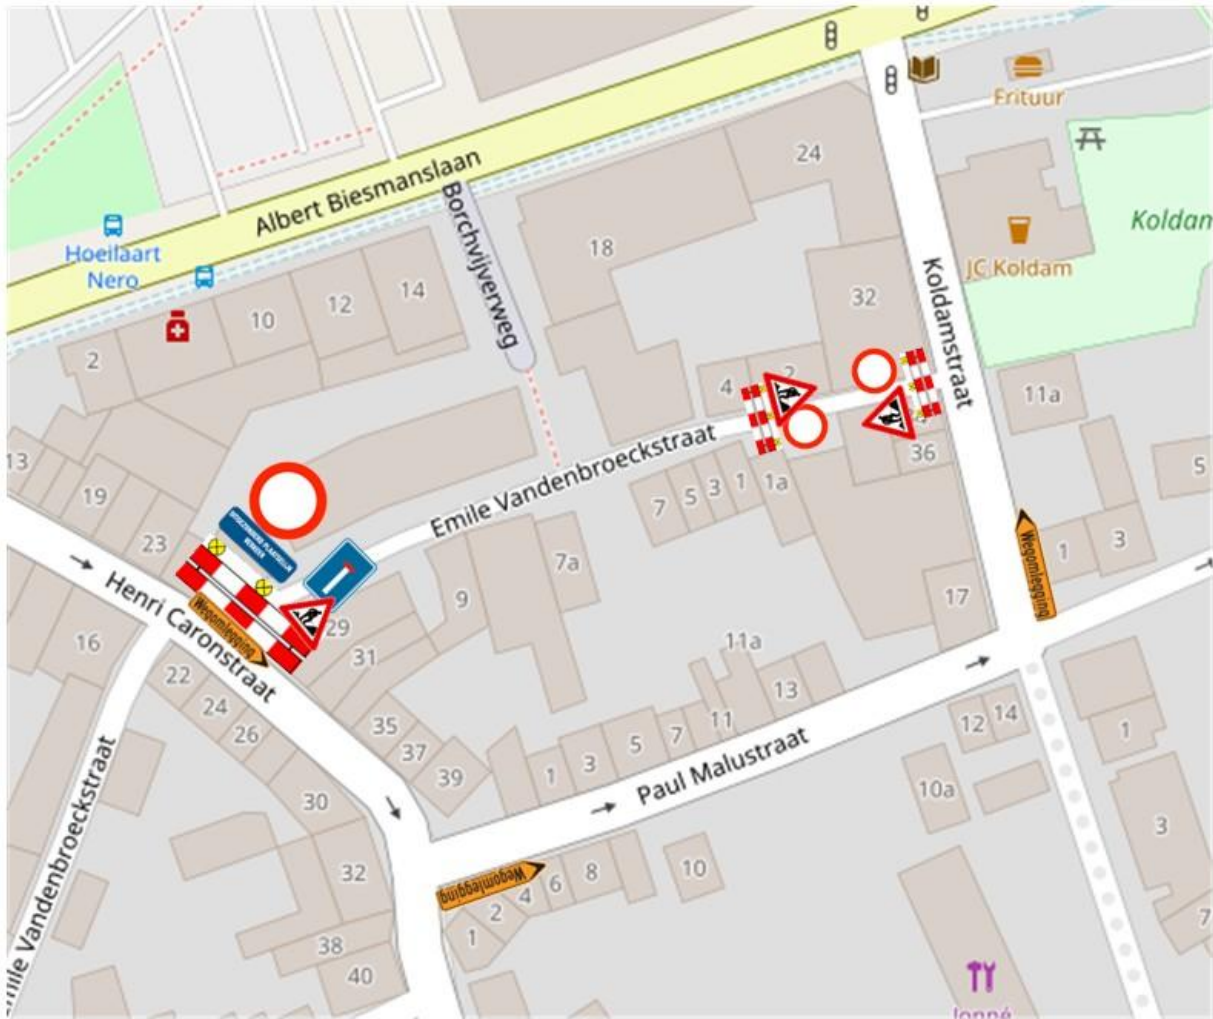 Albert Biesmanslaan
Hoeilaart
Nero
Borchvijverweg
Frituur
Koldam
JC Koldam
Koldamstraat
24
18
32
14
12
10
2
4
2
11a
5
36
13
19
23
Emile Vandenbroeckstraat
7
5
3
1
1a
UITGEZONDERD PLAATSELIJK
VERKEER
Wegomlegging
Henri Caronstraat
29
31
9
7a
16
22
24
26
35
37
39
30
32
38
40
Wegomlegging
1
3
17
11a
13
11
7
5
3
1
Paul Malustraat
12
14
10a
1
3
7
Wegomlegging
1
2
4
6
8
10
Emile Vandenbroeckstraat
Jonné